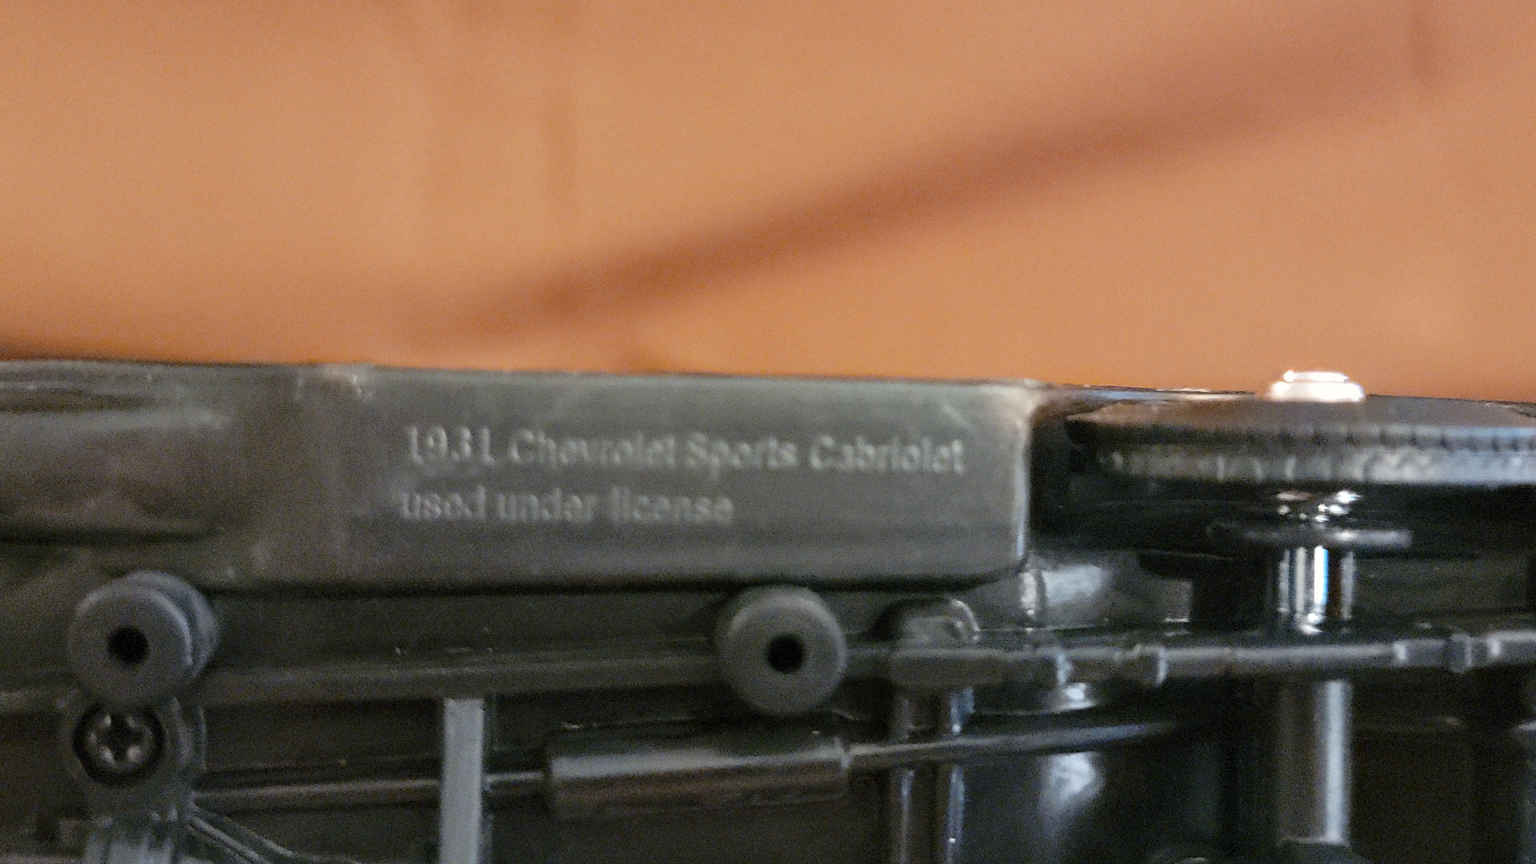 1931 Chevrolet Sports Cabriolet
used under license